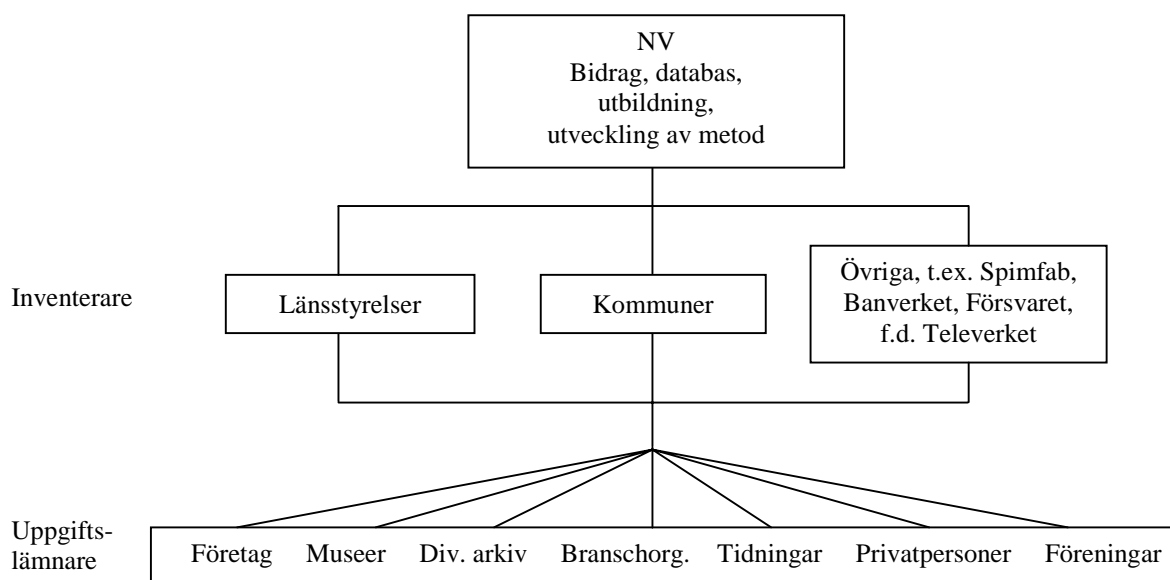 NV
Bidrag, databas,
utbildning,
utveckling av metod
Inventerare
Länsstyrelser
Kommuner
Övriga, t.ex. Spimfab,
Banverket, Försvaret,
f.d. Televerket
Uppgifts-
lämnare
Företag
Museer
Div. arkiv
Branschorg.
Tidningar
Privatpersoner
Föreningar